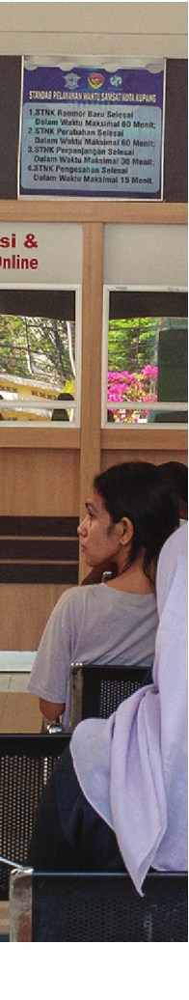 STANDAR PELAYANAN WAKTU SAMSAT KOTA KUPANG
1.STNK Ranmor Baru Selesai
Dalam Waktu Maksimal 60 Menit;
2.STNK Perubahan Selesai
Dalam Waktu Maksimal 60 Menit;
3.STNK Perpanjangan Selesai
Dalam Waktu Maksimal 30 Menit;
4.STNK Pengesahan Selesai
Dalam Waktu Maksimal 15 Menit.
si &
Online